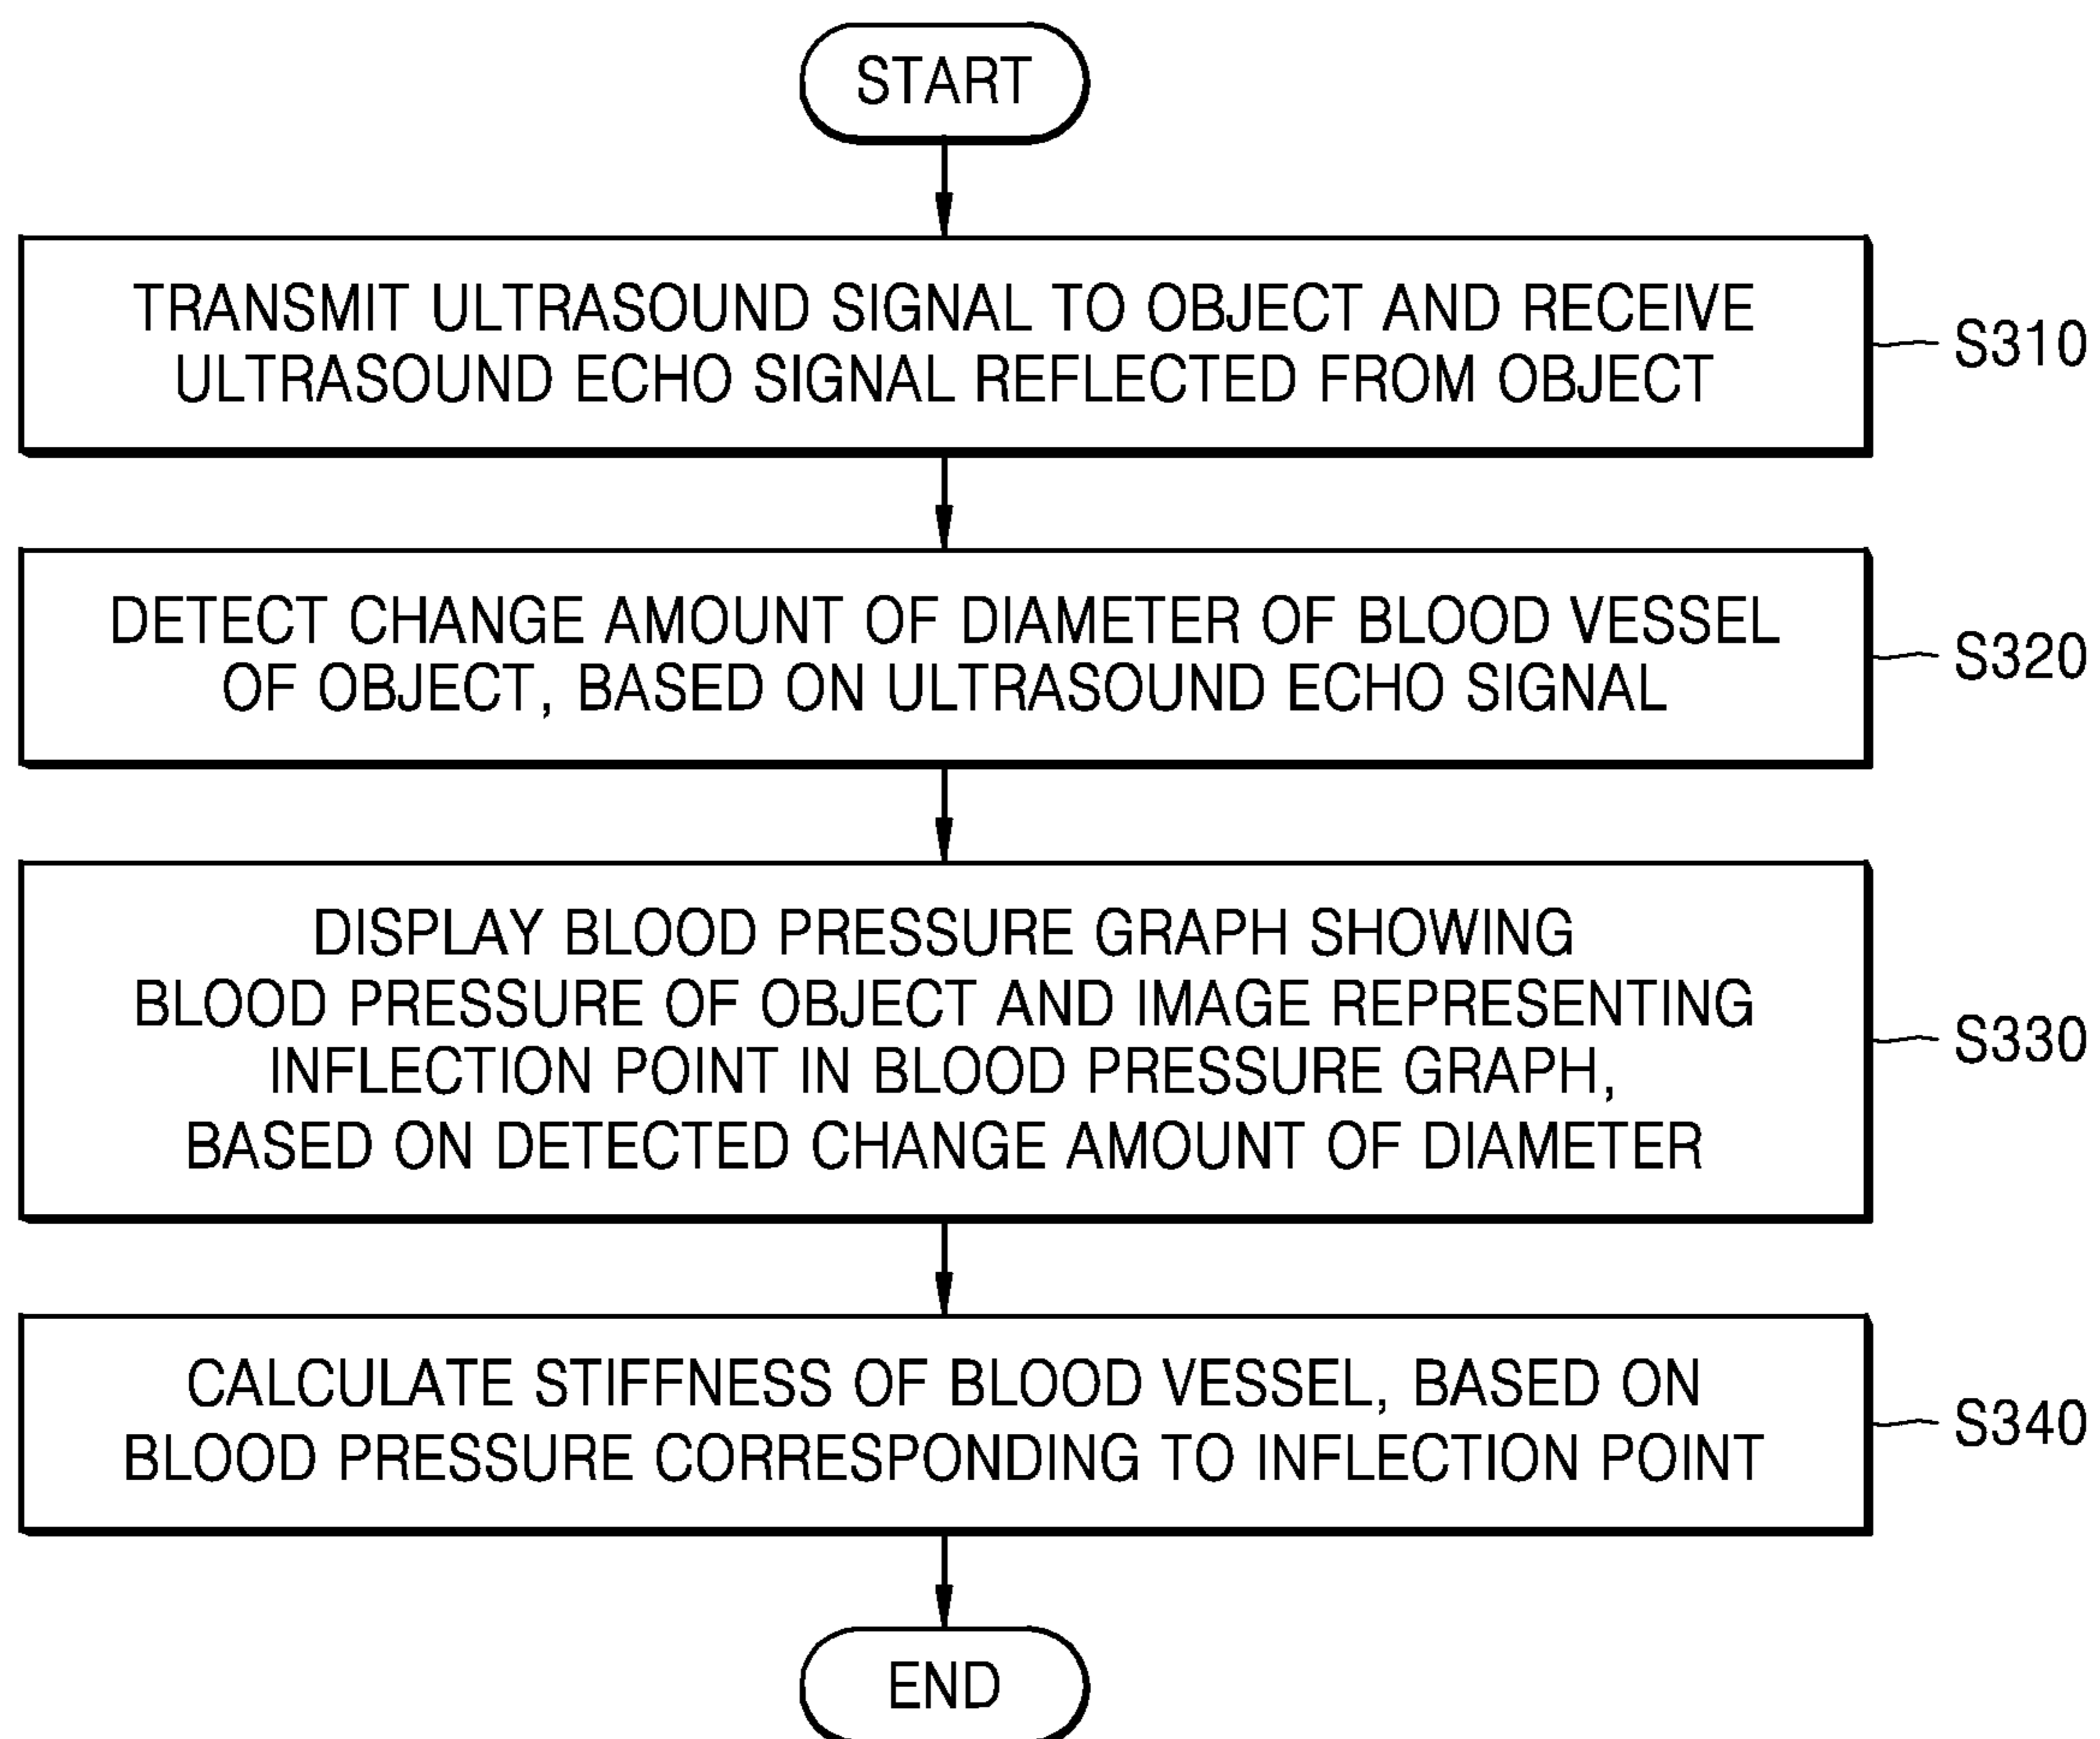 START
TRANSMIT ULTRASOUND SIGNAL TO OBJECT AND RECEIVE
ULTRASOUND ECHO SIGNAL REFLECTED FROM OBJECT
S310
DETECT CHANGE AMOUNT OF DIAMETER OF BLOOD VESSEL
OF OBJECT, BASED ON ULTRASOUND ECHO SIGNAL
S320
DISPLAY BLOOD PRESSURE GRAPH SHOWING
BLOOD PRESSURE OF OBJECT AND IMAGE REPRESENTING
INFLECTION POINT IN BLOOD PRESSURE GRAPH,
BASED ON DETECTED CHANGE AMOUNT OF DIAMETER
S330
CALCULATE STIFFNESS OF BLOOD VESSEL, BASED ON
BLOOD PRESSURE CORRESPONDING TO INFLECTION POINT
S340
END